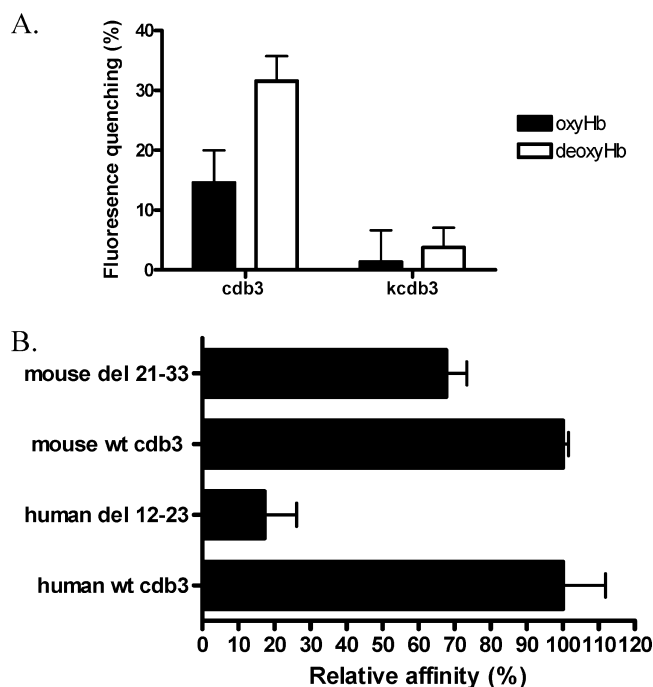 A.
Fluoresence quenching (%)
40
30
20
10
0
cdb3
kcdb3
oxyHb
deoxyHb
B.
mouse del 21-33
mouse wt cdb3
human del 12-23
human wt cdb3
0 10 20 30 40 50 60 70 80 90 100 110 120
Relative affinity (%)